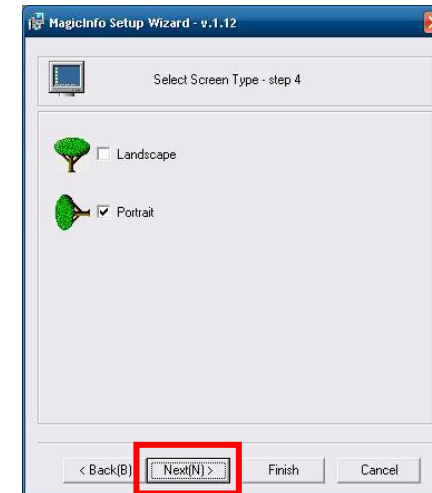 MagicInfo Setup Wizard - v.1.12
Select Screen Type - step 4
Landscape
Portrait
< Back(B)
Next(N) >
Finish
Cancel